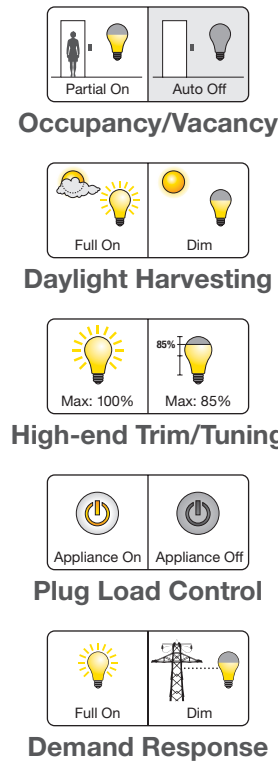 Partial On Auto Off
Occupancy/Vacancy
Full On Dim
Daylight Harvesting
85%
Max: 100% Max: 85%
High-end Trim/Tuning
Appliance On Appliance Off
Plug Load Control
Full On Dim
Demand Response